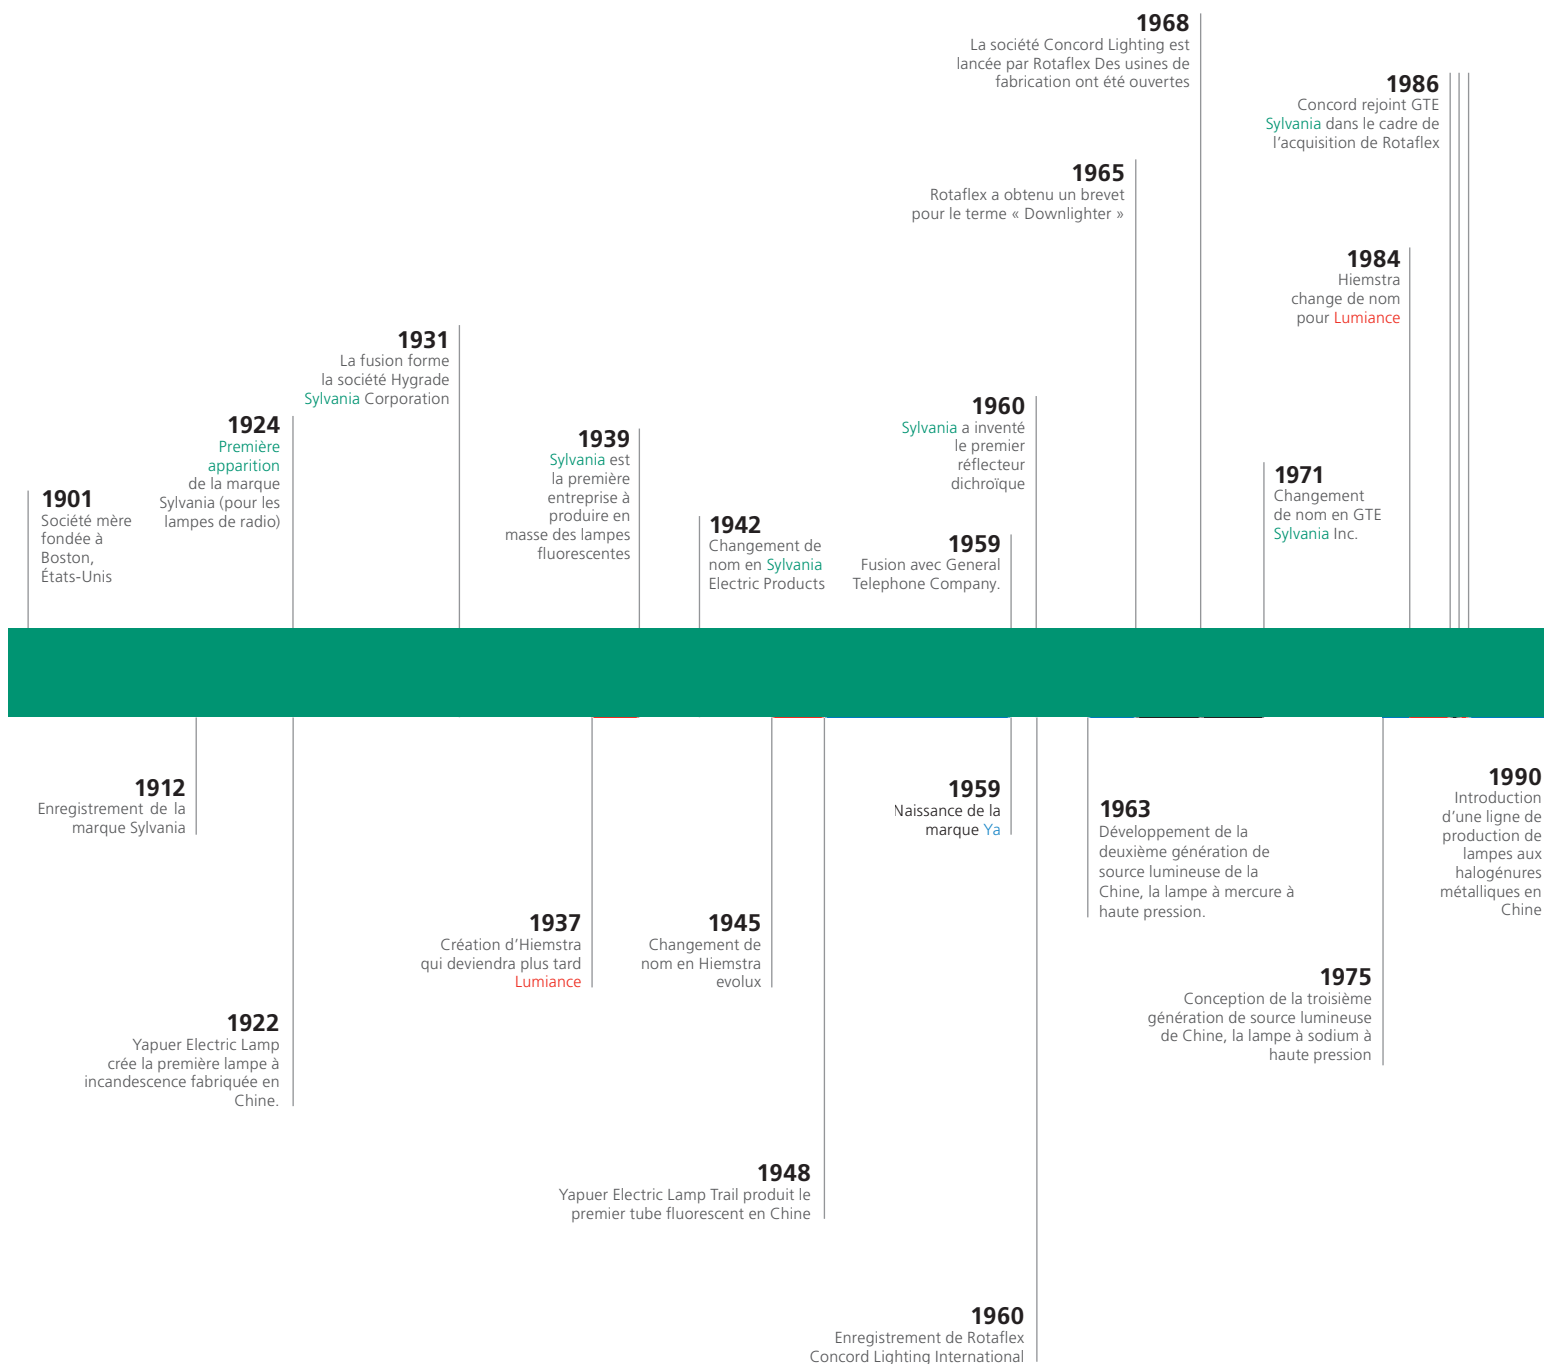 1968
La société Concord Lighting est
lancée par Rotaflex Des usines de
fabrication ont été ouvertes
1986
Concord rejoint GTE
Sylvania dans le cadre de
l'acquisition de Rotaflex
1965
Rotaflex a obtenu un brevet
pour le terme « Downlighter »
1984
Hiemstra
change de nom
pour Lumiance
1931
La fusion forme
la société Hygrade
Sylvania Corporation
1924
Première
apparition
de la marque
Sylvania (pour les
lampes de radio)
1939
Sylvania est
la première
entreprise à
produire en
masse des lampes
fluorescentes
1960
Sylvania a inventé
le premier
réflecteur
dichroïque
1971
Changement
de nom en GTE
Sylvania Inc.
1901
Société mère
fondée à
Boston,
États-Unis
1942
Changement de
nom en Sylvania
Electric Products
1959
Fusion avec General
Telephone Company.
1912
Enregistrement de la
marque Sylvania
1959
Naissance de la
marque Ya
1963
Développement de la
deuxième génération de
source lumineuse de la
Chine, la lampe à mercure à
haute pression.
1990
Introduction
d'une ligne de
production de
lampes aux
halogénures
métalliques en
Chine
1937
Création d'Hiemstra
qui deviendra plus tard
Lumiance
1945
Changement de
nom en Hiemstra
evolux
1975
Conception de la troisième
génération de source lumineuse
de Chine, la lampe à sodium à
haute pression
1922
Yapuer Electric Lamp
crée la première lampe à
incandescence fabriquée en
Chine.
1948
Yapuer Electric Lamp Trail produit le
premier tube fluorescent en Chine
1960
Enregistrement de Rotaflex
Concord Lighting International